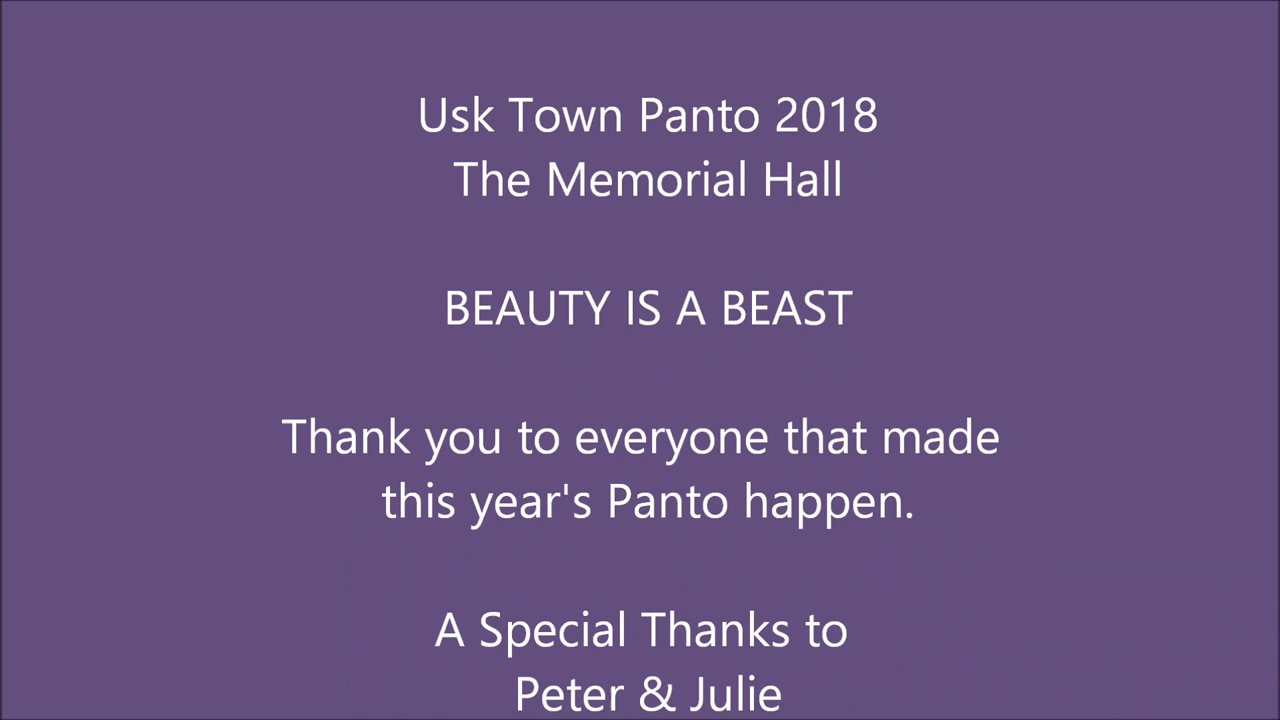 Usk Town Panto 2018
The Memorial Hall
BEAUTY IS A BEAST
Thank you to everyone that made
this year's Panto happen.
A Special Thanks to
Peter & Julie